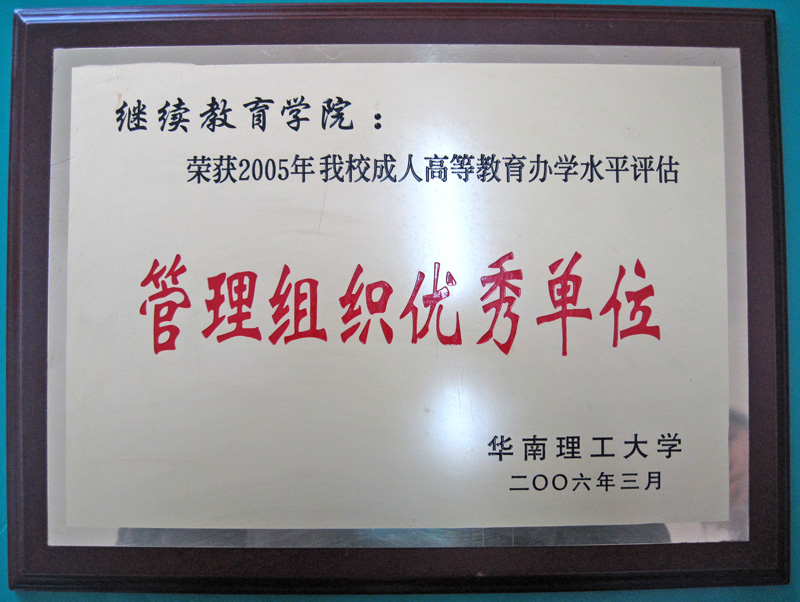 继续教育学院：
荣获2005年我校成人高等教育办学水平评估
管理组织优秀单位
华南理工大学
二〇〇六年三月